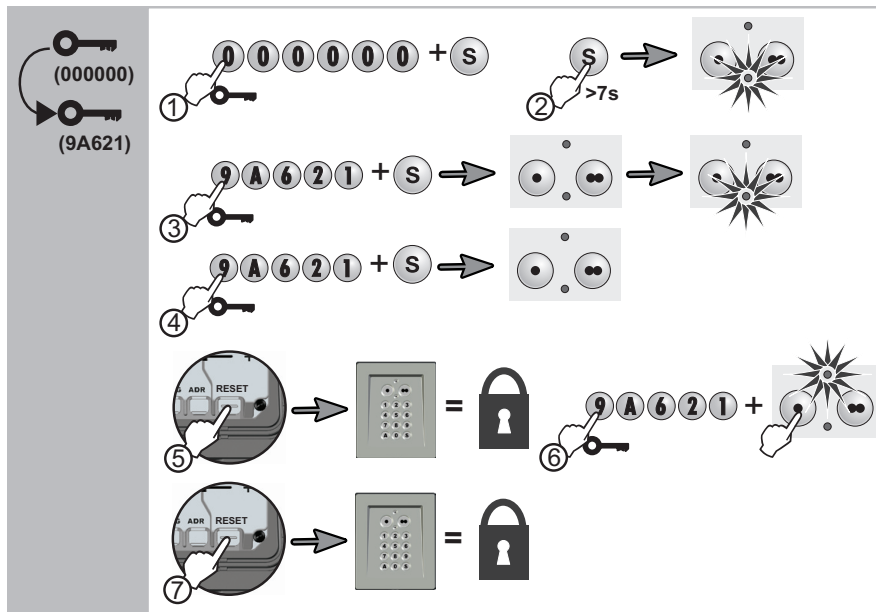 (000000)
(9A621)
① 0 0 0 0 0 0 + S
② S >7s
③ 9 A 6 2 1 + S
④ 9 A 6 2 1 + S
⑤ ADR RESET
=
⑥ 9 A 6 2 1 +
⑦ ADR RESET
=